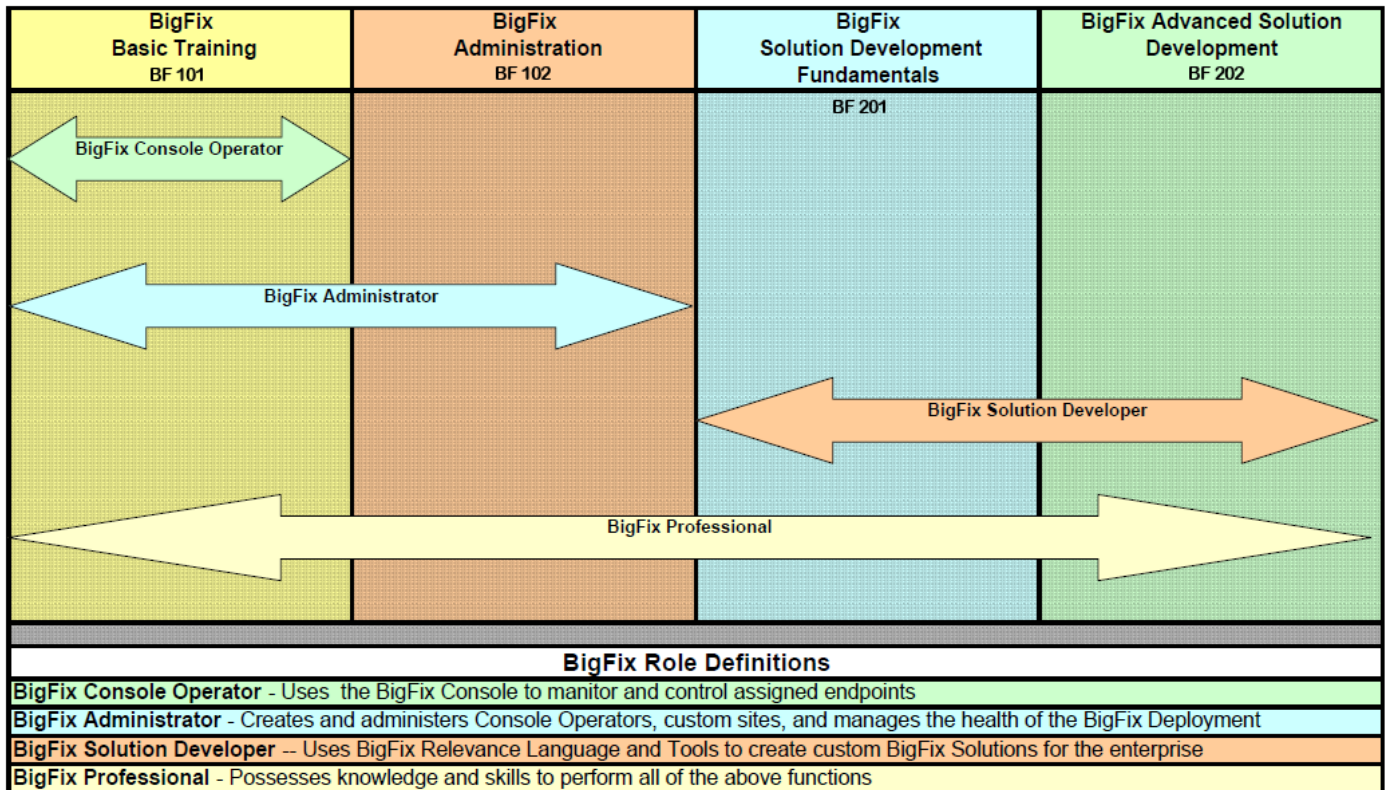 BigFix
Basic Training
BF 101
BigFix
Administration
BF 102
BigFix
Solution Development
Fundamentals
BF 201
BigFix Advanced Solution
Development
BF 202
BigFix Console Operator
BigFix Administrator
BigFix Solution Developer
BigFix Professional
BigFix Role Definitions
BigFix Console Operator - Uses the BigFix Console to monitor and control assigned endpoints
BigFix Administrator - Creates and administers Console Operators, custom sites, and manages the health of the BigFix Deployment
BigFix Solution Developer -- Uses BigFix Relevance Language and Tools to create custom BigFix Solutions for the enterprise
BigFix Professional - Possesses knowledge and skills to perform all of the above functions